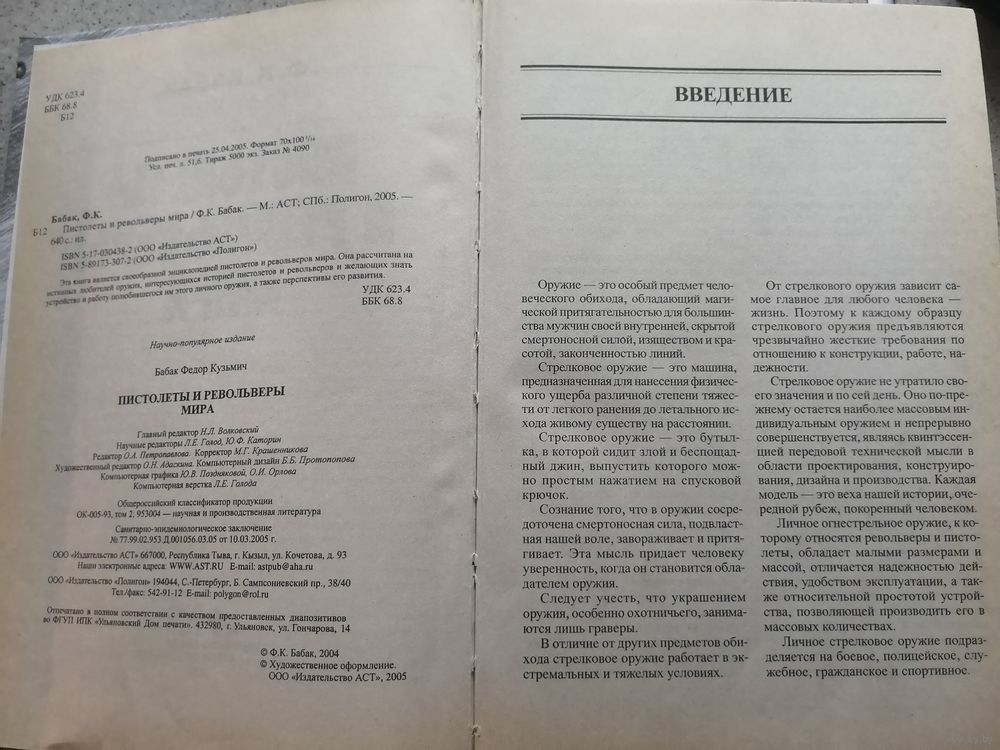 УДК 623.4
ББК 68.8
Б12
Подписано в печать 25.04.2005. Формат 70х100 1/16
Усл. печ. л. 51,6. Тираж 5000 экз. Заказ № 4090
Бабак, Ф.К.
Б12 Пистолеты и револьверы мира / Ф.К. Бабак. — М.: АСТ; СПб.: Полигон, 2005. —
640 с.: ил.
ISBN 5-17-030438-2 (ООО «Издательство АСТ»)
ISBN 5-89173-307-2 (ООО «Издательство «Полигон»)
Эта книга является своеобразной энциклопедией пистолетов и револьверов мира. Она рассчитана на
истинных любителей оружия, интересующихся историей пистолетов и револьверов и желающих знать
устройство и работу полюбившегося им этого личного оружия, а также перспективы его развития.
УДК 623.4
ББК 68.8
Научно-популярное издание
Бабак Федор Кузьмич
ПИСТОЛЕТЫ И РЕВОЛЬВЕРЫ
МИРА
Главный редактор Н.Л. Волковский
Научные редакторы Л.Е. Голод, Ю.Ф. Каторин
Редактор О.А. Петропавлова. Корректор М.Г. Крашенникова
Художественный редактор О.Н. Адаскина. Компьютерный дизайн Б.Б. Протопопова
Компьютерная графика Ю.В. Поздняковой, О.И. Орлова
Компьютерная верстка Л.Е. Голода
Общероссийский классификатор продукции
ОК-005-93, том 2, 953004 — научная и производственная литература
Санитарно-эпидемиологическое заключение
№ 77.99.02.953.Д.001056.03.05 от 10.03.2005 г.
ООО «Издательство АСТ» 667000, Республика Тыва, г. Кызыл, ул. Кочетова, д. 93
Наши электронные адреса: WWW.AST.RU E-mail: astpub@aha.ru
ООО «Издательство «Полигон» 194044, С.-Петербург, Б. Сампсониевский пр., 38/40
Тел/факс: 542-91-12 E-mail: polygon@rol.ru
Отпечатано в полном соответствии с качеством предоставленных диапозитивов
во ФГУП ИПК «Ульяновский Дом печати». 432980, г. Ульяновск, ул. Гончарова, 14
© Ф.К. Бабак, 2004
© Художественное оформление.
ООО «Издательство АСТ», 2005
ВВЕДЕНИЕ
Оружие — это особый предмет чело-
веческого обихода, обладающий маги-
ческой притягательностью для большин-
ства мужчин своей внутренней, скрытой
смертоносной силой, изяществом и кра-
сотой, законченностью линий.
Стрелковое оружие — это машина,
предназначенная для нанесения физичес-
кого ущерба различной степени тяжес-
ти от легкого ранения до летального ис-
хода живому существу на расстоянии.
Стрелковое оружие — это бутыл-
ка, в которой сидит злой и беспощад-
ный джин, выпустить которого мож-
но простым нажатием на спусковой
крючок.
Сознание того, что в оружии сосре-
доточена смертоносная сила, подвласт-
ная нашей воле, завораживает и притя-
гивает. Эта мысль придает человеку
уверенность, когда он становится обла-
дателем оружия.
Следует учесть, что украшением
оружия, особенно охотничьего, занима-
ются лишь граверы.
В отличие от других предметов оби-
хода стрелковое оружие работает в эк-
стремальных и тяжелых условиях.
От стрелкового оружия зависит са-
мое главное для любого человека —
жизнь. Поэтому к каждому образцу
стрелкового оружия предъявляются
чрезвычайно жесткие требования по
отношению к конструкции, работе, на-
дежности.
Стрелковое оружие не утратило сво-
его значения и по сей день. Оно по-пре-
жнему остается наиболее массовым ин-
дивидуальным оружием и непрерывно
совершенствуется, являясь квинтэссен-
цией передовой технической мысли в
области проектирования, конструиро-
вания, дизайна и производства. Каждая
модель — это веха нашей истории, оче-
редной рубеж, покоренный человеком.
Личное огнестрельное оружие, к ко-
торому относятся револьверы и писто-
леты, обладает малыми размерами и
массой, отличается надежностью дей-
ствия, удобством эксплуатации, а так-
же относительной простотой устрой-
ства, позволяющей производить его в
массовых количествах.
Личное стрелковое оружие подраз-
деляется на боевое, полицейское, слу-
жебное, гражданское и спортивное.